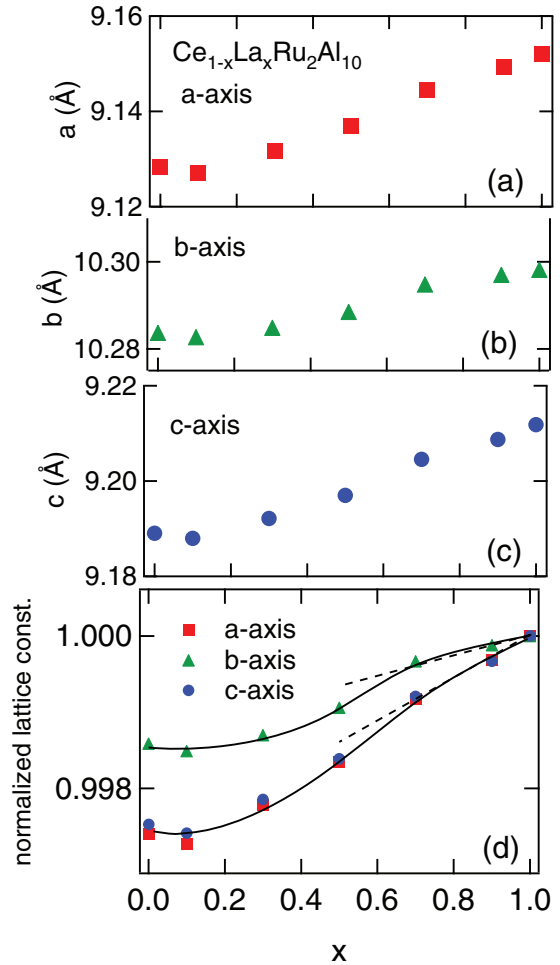 9.16
Ce₁₋ₓLaₓRu₂Al₁₀
a-axis
9.14
a (Å)
9.12
(a)
b-axis
10.30
b (Å)
10.28
(b)
9.22
c-axis
9.20
c (Å)
9.18
(c)
normalized lattice const.
1.000
a-axis
b-axis
c-axis
0.998
(d)
0.0 0.2 0.4 0.6 0.8 1.0
x